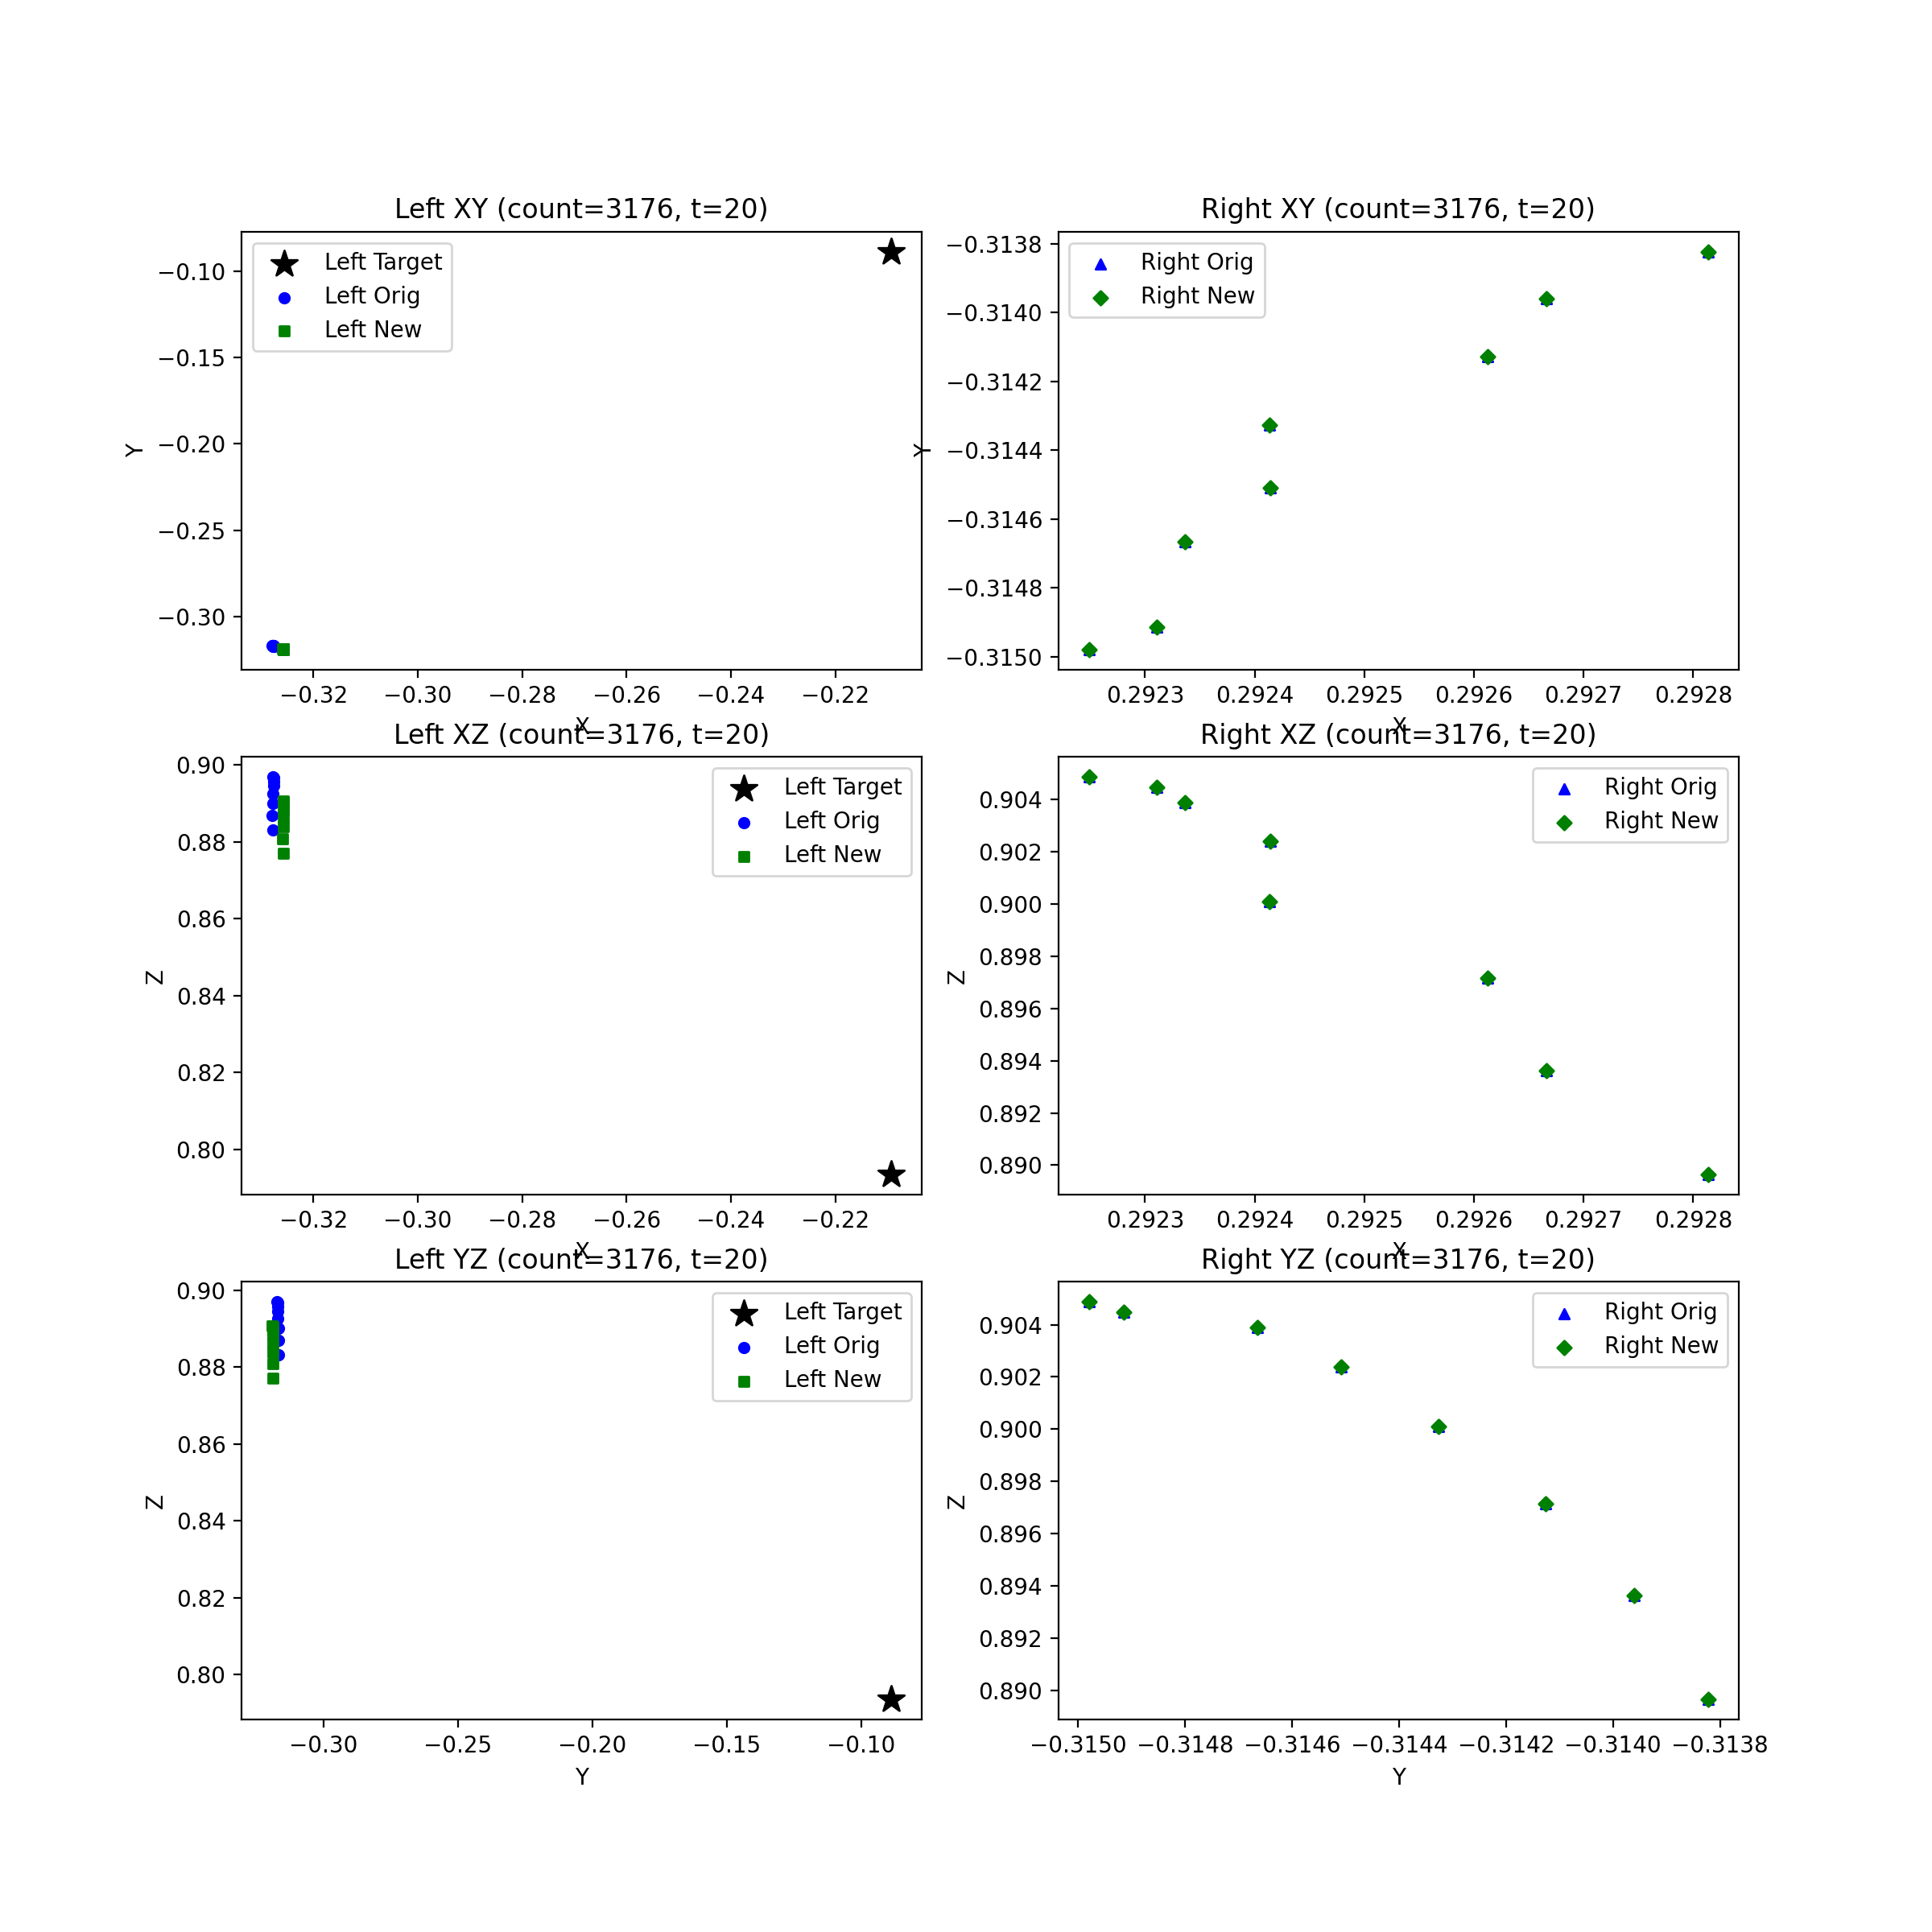 Left XY (count=3176, t=20)
Left Target
Left Orig
Left New
−0.10
−0.15
−0.20
−0.25
−0.30
Y
−0.32 −0.30 −0.28 −0.26 −0.24 −0.22
X
Right XY (count=3176, t=20)
Right Orig
Right New
−0.3138
−0.3140
−0.3142
−0.3144
−0.3146
−0.3148
−0.3150
Y
0.2923 0.2924 0.2925 0.2926 0.2927 0.2928
X
Left XZ (count=3176, t=20)
Left Target
Left Orig
Left New
0.90
0.88
0.86
0.84
0.82
0.80
Z
−0.32 −0.30 −0.28 −0.26 −0.24 −0.22
X
Right XZ (count=3176, t=20)
Right Orig
Right New
0.904
0.902
0.900
0.898
0.896
0.894
0.892
0.890
Z
0.2923 0.2924 0.2925 0.2926 0.2927 0.2928
X
Left YZ (count=3176, t=20)
Left Target
Left Orig
Left New
0.90
0.88
0.86
0.84
0.82
0.80
Z
−0.30 −0.25 −0.20 −0.15 −0.10
Y
Right YZ (count=3176, t=20)
Right Orig
Right New
0.904
0.902
0.900
0.898
0.896
0.894
0.892
0.890
Z
−0.3150 −0.3148 −0.3146 −0.3144 −0.3142 −0.3140 −0.3138
Y